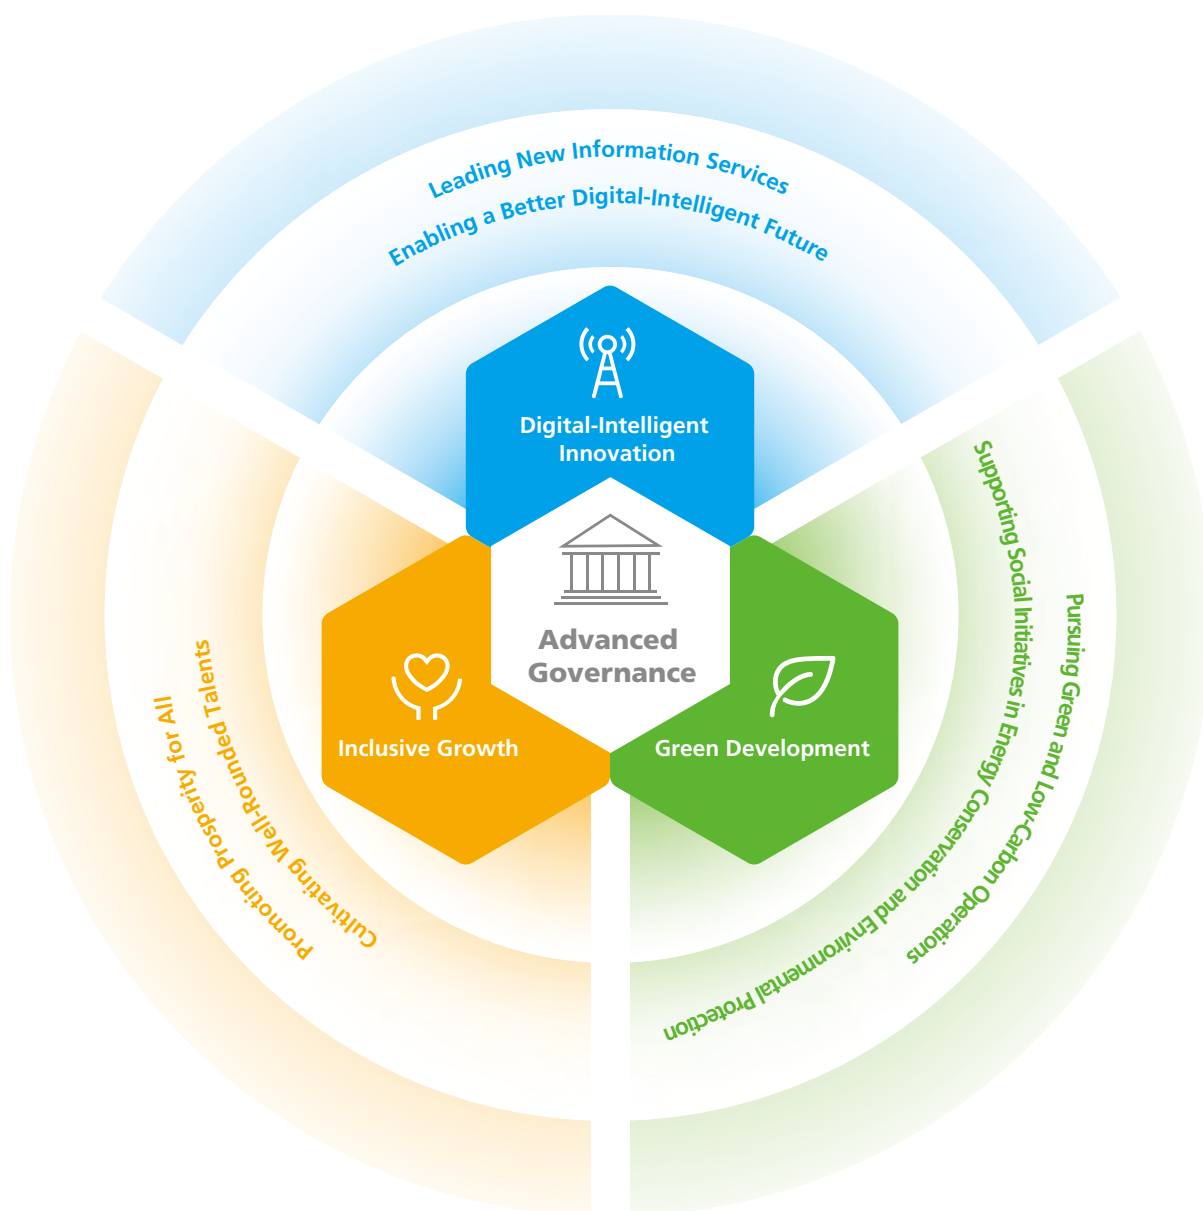 Leading New Information Services
Enabling a Better Digital-Intelligent Future
Digital-Intelligent
Innovation
Advanced
Governance
Inclusive Growth
Green Development
Promoting Prosperity for All
Cultivating Well-Rounded Talents
Pursuing Green and Low-Carbon Operations
Supporting Social Initiatives in Energy Conservation and Environmental Protection